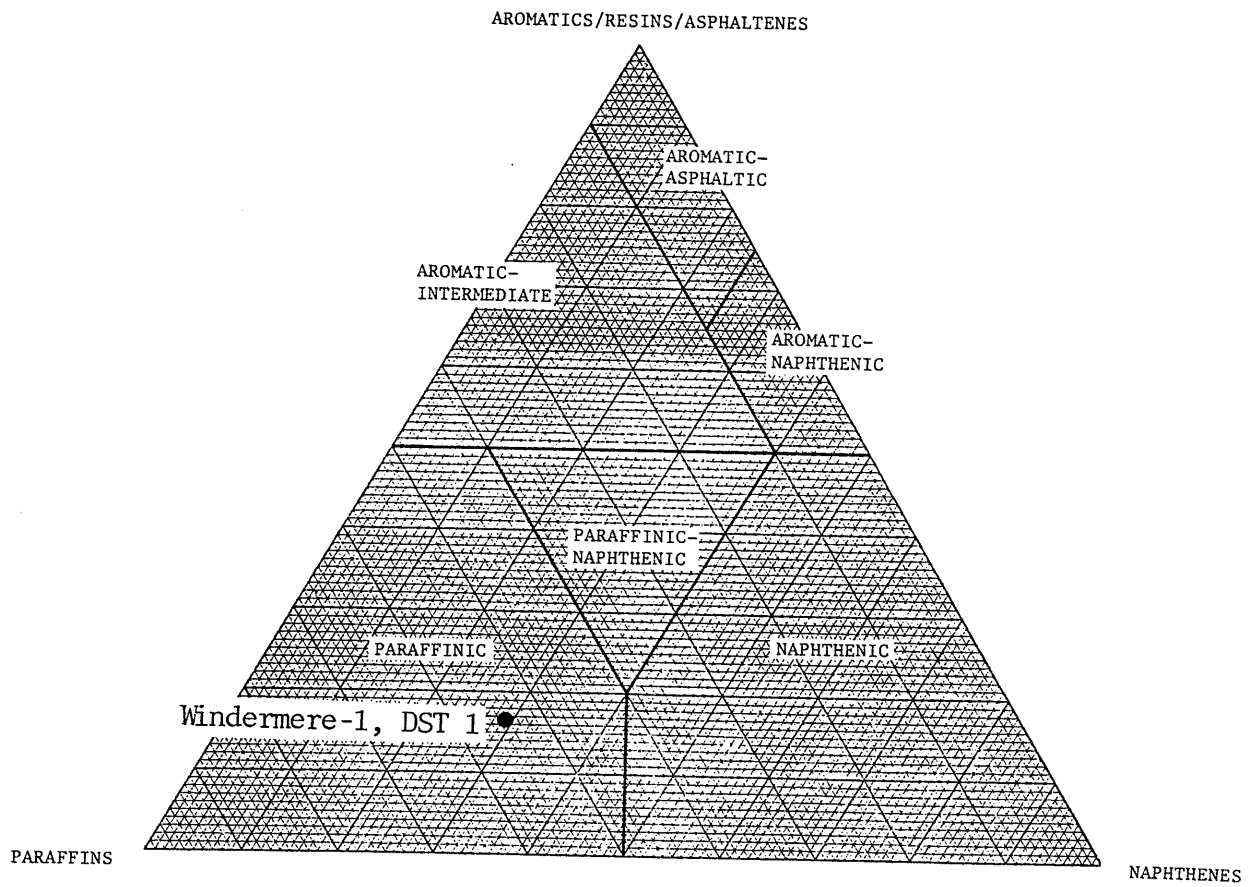 AROMATICS/RESINS/ASPHALTENES
AROMATIC-
ASPHALTIC
AROMATIC-
INTERMEDIATE
AROMATIC-
NAPHTHENIC
PARAFFINIC-
NAPHTHENIC
PARAFFINIC
NAPHTHENIC
Windermere-1, DST 1
PARAFFINS
NAPHTHENES